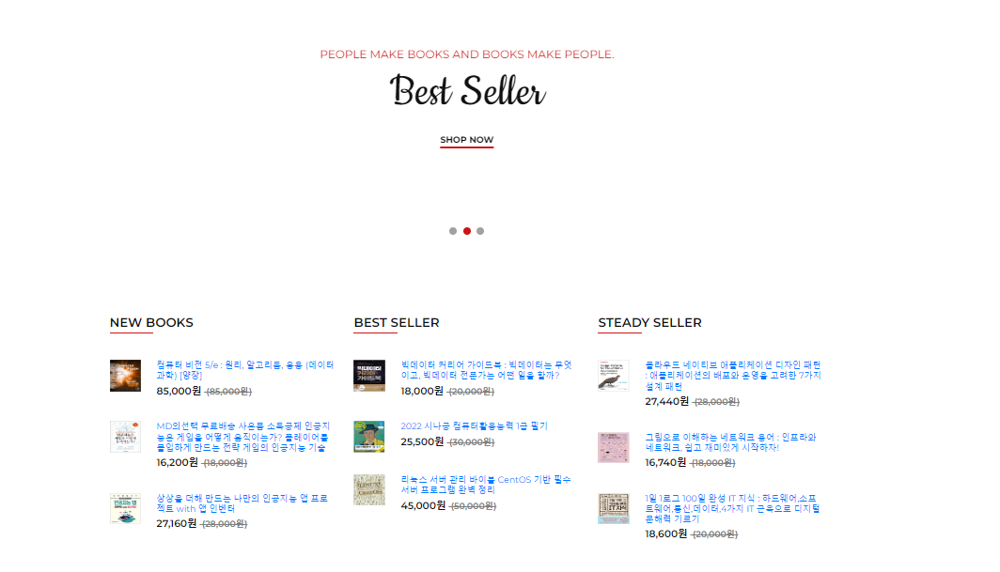 PEOPLE MAKE BOOKS AND BOOKS MAKE PEOPLE.
Best Seller
SHOP NOW
NEW BOOKS
컴퓨터 비전 5/e : 원리, 알고리듬, 응용 (데이터
과학) [양장]
85,000원 (85,000원)
MD의선택 무료배송 사은품 소득공제 인공지
능은 게임을 어떻게 움직이는가? 플레이어를
몰입하게 만드는 전략 게임의 인공지능 기술
16,200원 (18,000원)
상상을 더해 만드는 나만의 인공지능 앱 프로
젝트 with 앱 인벤터
27,160원 (28,000원)
BEST SELLER
빅데이터 커리어 가이드북 : 빅데이터는 무엇
이고, 빅데이터 전문가는 어떤 일을 할까?
18,000원 (20,000원)
2022 시나공 컴퓨터활용능력 1급 필기
25,500원 (30,000원)
리눅스 서버 관리 바이블 CentOS 기반 필수
서버 프로그램 완벽 정리
45,000원 (50,000원)
STEADY SELLER
클라우드 네이티브 애플리케이션 디자인 패턴
: 애플리케이션의 배포와 운영을 고려한 7가지
설계 패턴
27,440원 (28,000원)
그림으로 이해하는 네트워크 용어 : 인프라와
네트워크, 쉽고 재미있게 시작하자!
16,740원 (18,000원)
1일 1로그 100일 완성 IT 지식 : 하드웨어,소프
트웨어,통신,데이터,4가지 IT 근육으로 디지털
문해력 기르기
18,600원 (20,000원)